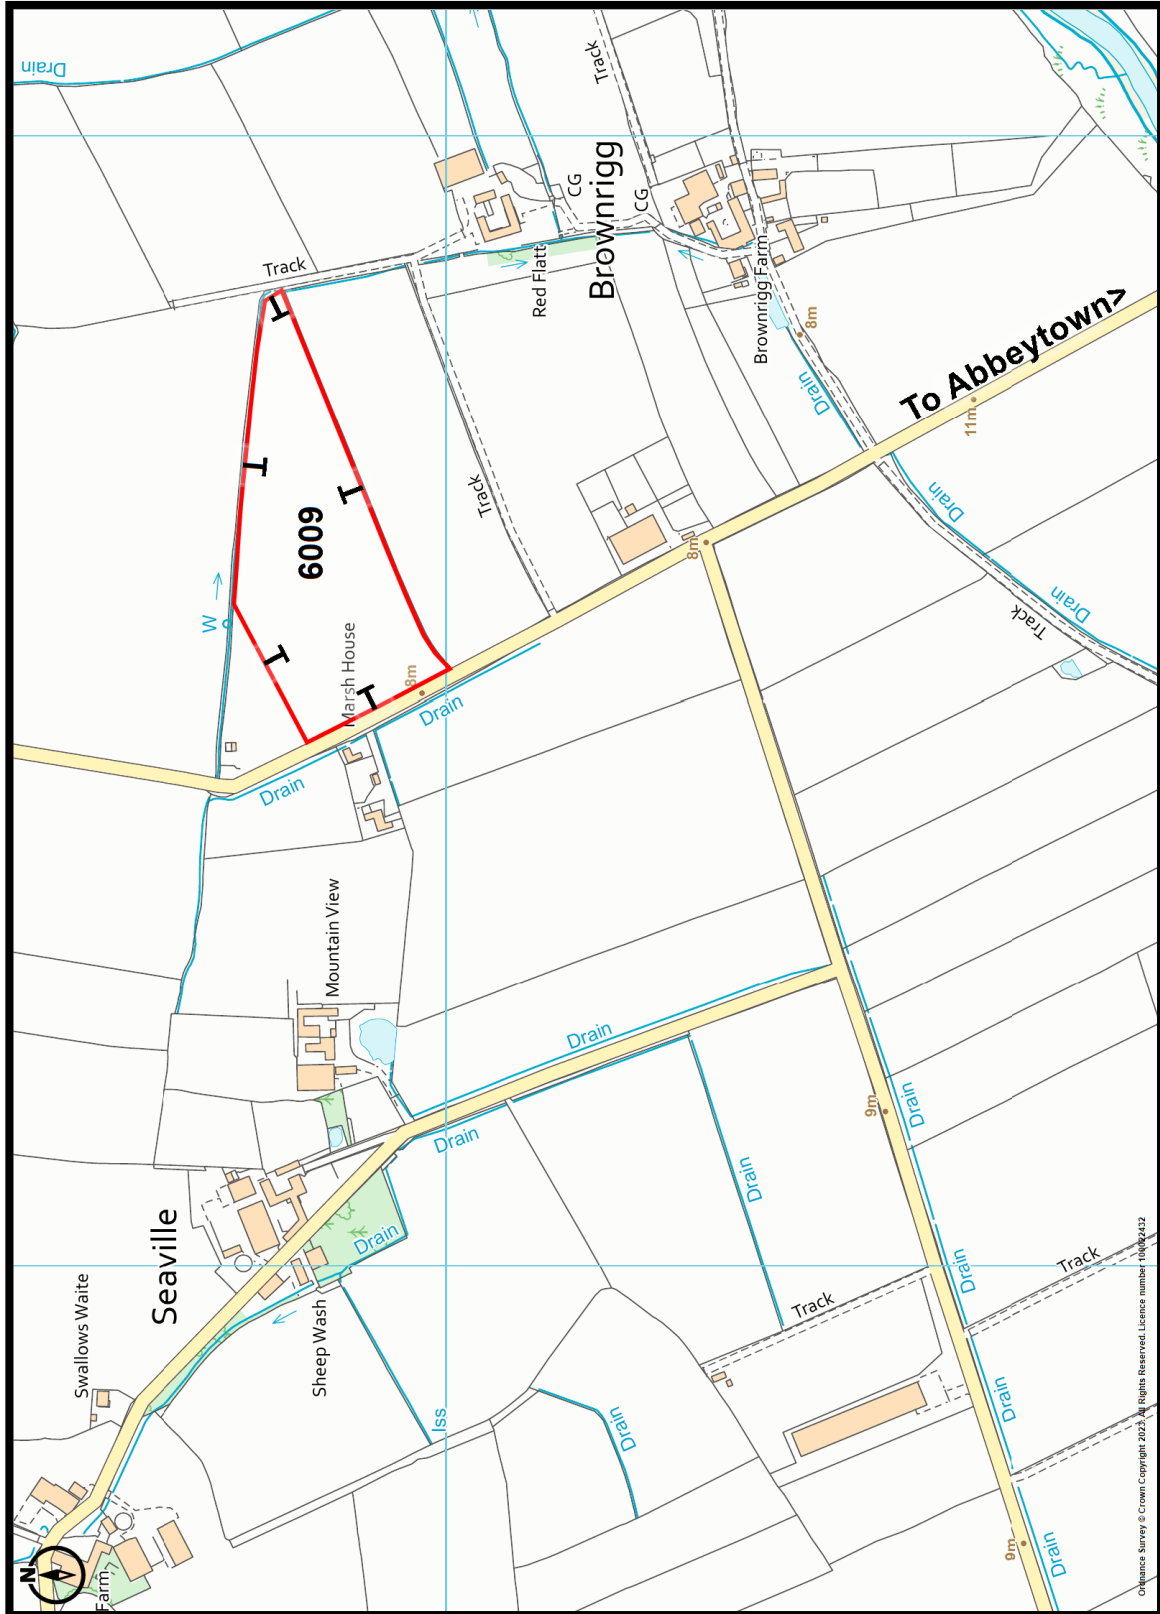 Drain
Track
Track
Brownrigg
CG
CG
Red Flatt
Brownrigg Farm
8m
Drain
To Abbeytown>
11m
Drain
Drain
Track
Track
8m
6009
W
Marsh House
8m
Drain
Drain
Mountain View
Drain
Drain
Drain
9m
Drain
Seaville
Drain
Swallows Waite
Sheep Wash
Iss
Drain
Track
Track
Drain
Drain
9m
Drain
Farm
N
Ordnance Survey © Crown Copyright 2023. All Rights Reserved. Licence number 100022432